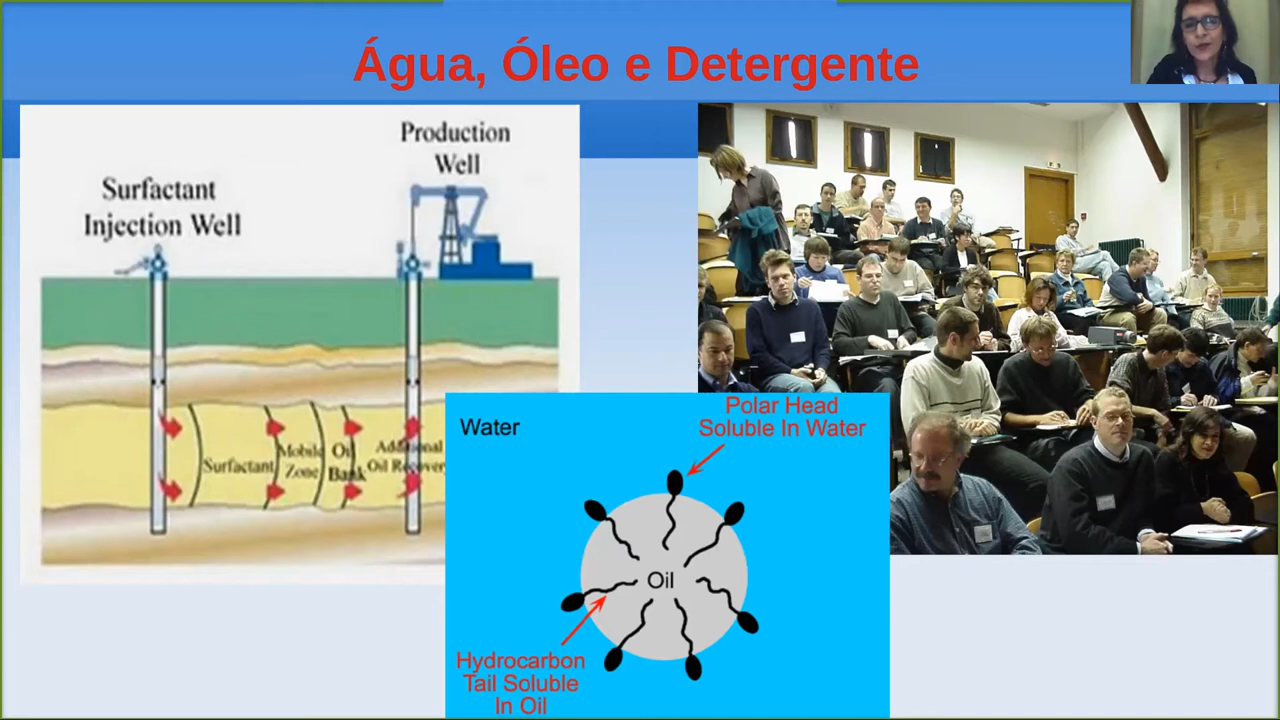 Água, Óleo e Detergente
Production
Well
Surfactant
Injection Well
Surfactant
Mobile
Zone
Oil
Bank
Additional
Oil Recovery
Water
Polar Head
Soluble In Water
Oil
Hydrocarbon
Tail Soluble
In Oil